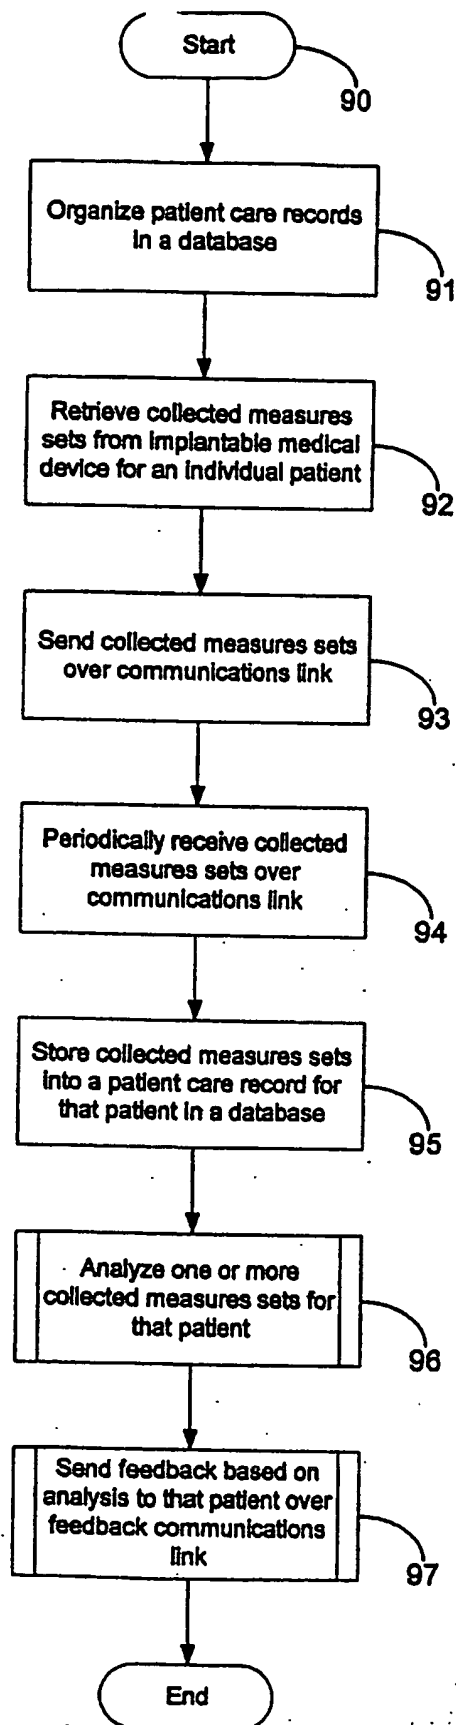 Start
90
Organize patient care records
in a database
91
Retrieve collected measures
sets from implantable medical
device for an individual patient
92
Send collected measures sets
over communications link
93
Periodically receive collected
measures sets over
communications link
94
Store collected measures sets
into a patient care record for
that patient in a database
95
Analyze one or more
collected measures sets for
that patient
96
Send feedback based on
analysis to that patient over
feedback communications
link
97
End